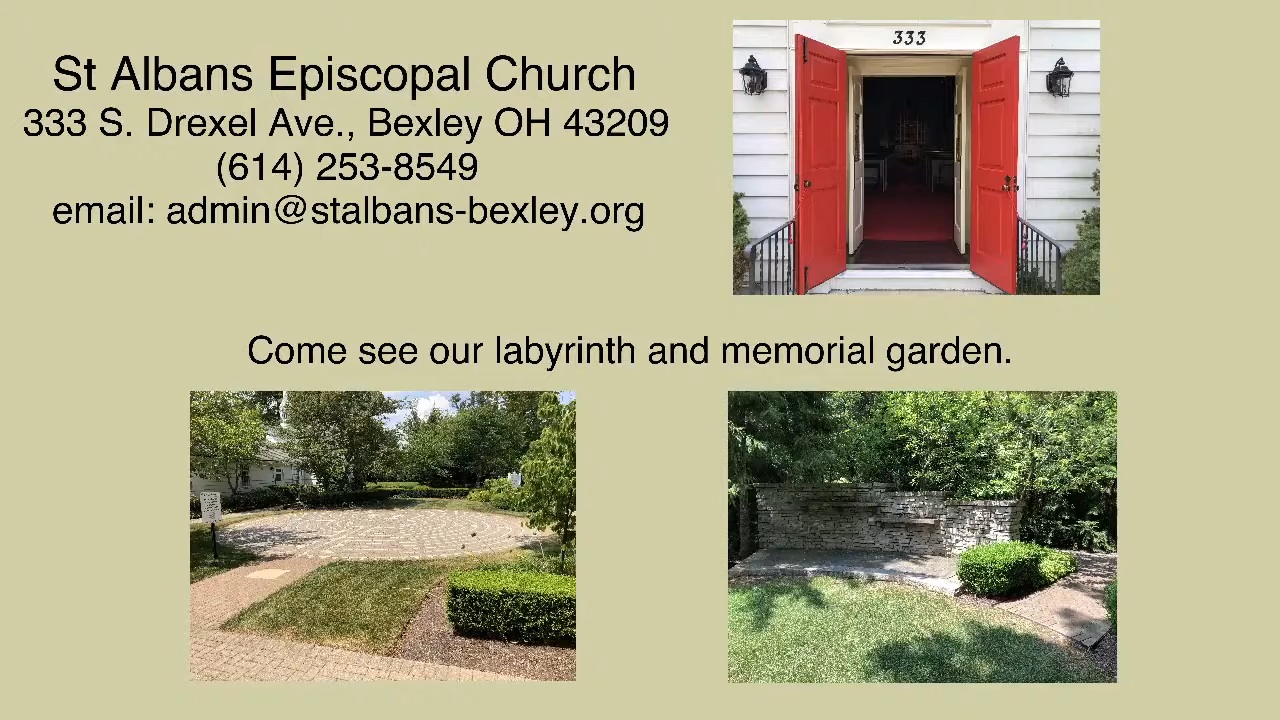 St Albans Episcopal Church
333 S. Drexel Ave., Bexley OH 43209
(614) 253-8549
email: admin@stalbans-bexley.org
333
Come see our labyrinth and memorial garden.